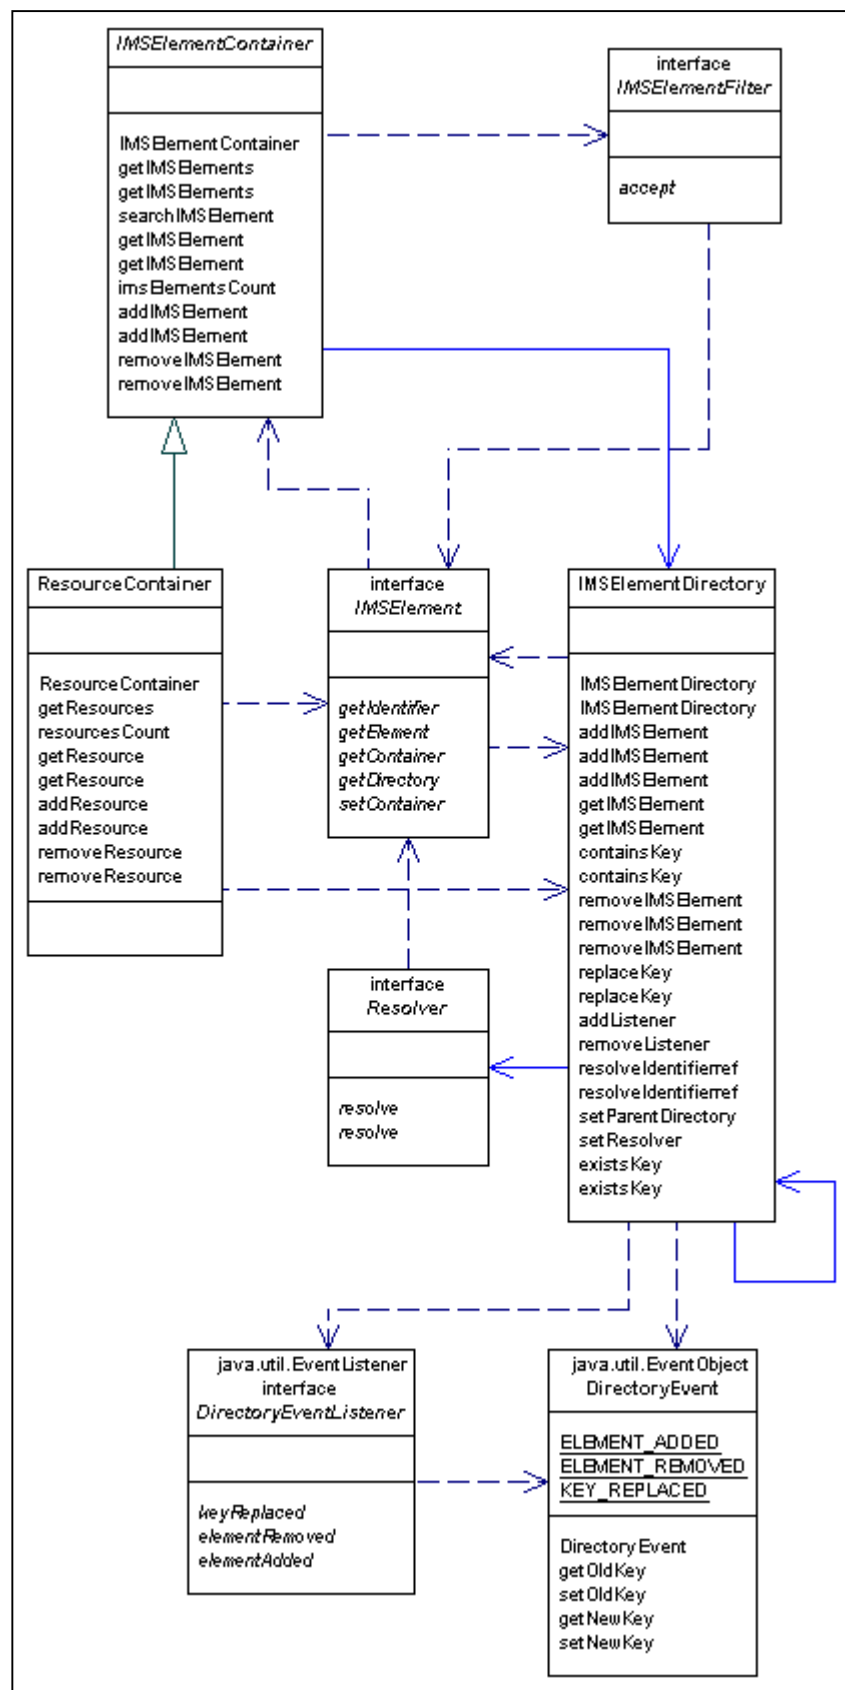 IMSElementContainer
IMSElementContainer
getIMSElements
getIMSElements
searchIMSElement
getIMSElement
getIMSElement
imsElementsCount
addIMSElement
addIMSElement
removeIMSElement
removeIMSElement
interface
IMSElementFilter
accept
ResourceContainer
ResourceContainer
getResources
resourcesCount
getResource
getResource
addResource
addResource
removeResource
removeResource
interface
IMSElement
getIdentifier
getElement
getContainer
getDirectory
setContainer
IMSElementDirectory
IMSElementDirectory
IMSElementDirectory
addIMSElement
addIMSElement
addIMSElement
getIMSElement
getIMSElement
containsKey
containsKey
removeIMSElement
removeIMSElement
removeIMSElement
replaceKey
replaceKey
addListener
removeListener
resolveIdentifierref
resolveIdentifierref
setParentDirectory
setResolver
existsKey
existsKey
interface
Resolver
resolve
resolve
java.util.EventListener
interface
DirectoryEventListener
keyReplaced
elementRemoved
elementAdded
java.util.EventObject
DirectoryEvent
ELEMENT_ADDED
ELEMENT_REMOVED
KEY_REPLACED
DirectoryEvent
getOldKey
setOldKey
getNewKey
setNewKey